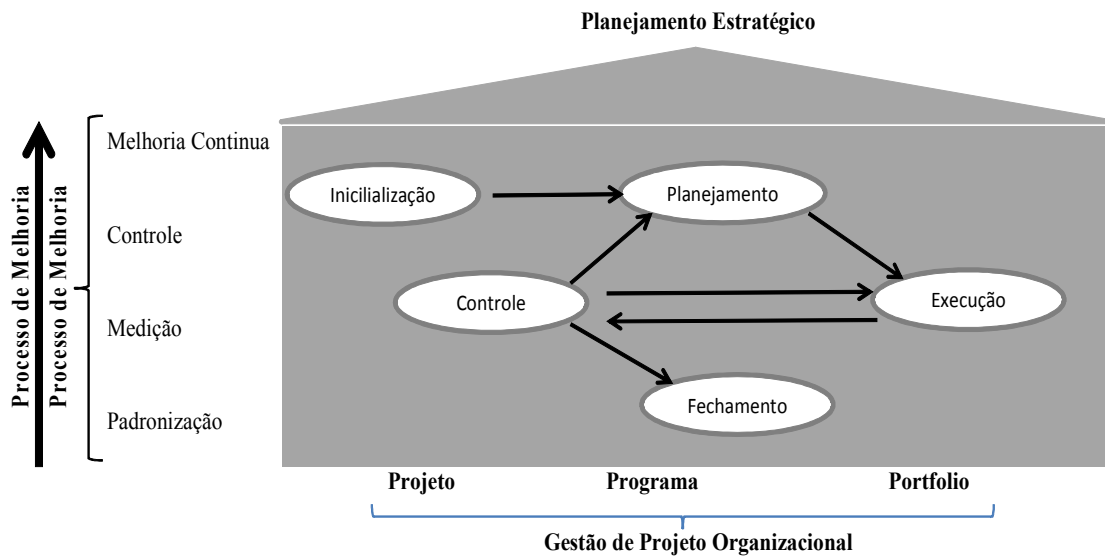 Planejamento Estratégico
Processo de Melhoria
Processo de Melhoria
Melhoria Continua
Controle
Medição
Padronização
Inicilialização
Planejamento
Controle
Execução
Fechamento
Projeto
Programa
Portfolio
Gestão de Projeto Organizacional